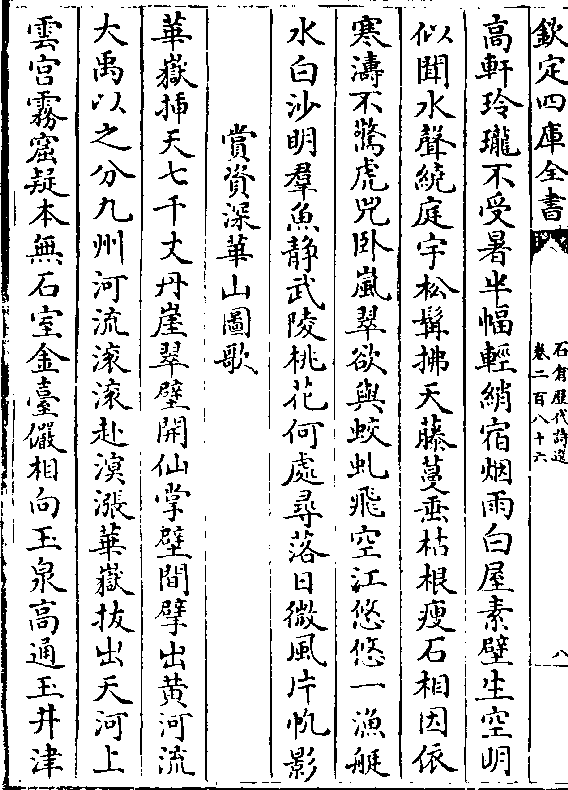 欽定四庫全書
石倉歷代詩選
卷二百八十六
八
高軒玲瓏不受暑半幅輕綃宿烟雨白屋素壁生空明
似聞水聲繞庭宇松髯拂天藤蔓垂枯根瘦石相因依
寒濤不驚虎兕卧嵐翠欲與蛟虬飛空江悠悠一漁艇
水白沙明羣魚静武陵桃花何處尋落日微風片帆影
賞資深華山圖歌
華嶽揷天七千丈丹崖翠壁開仙掌壁間擘出黄河流
大禹以之分九州河流滚滚赴溟漲華嶽拔出天河上
雲宫霧窟疑本無石室金臺儼相向玉泉高通玉井津